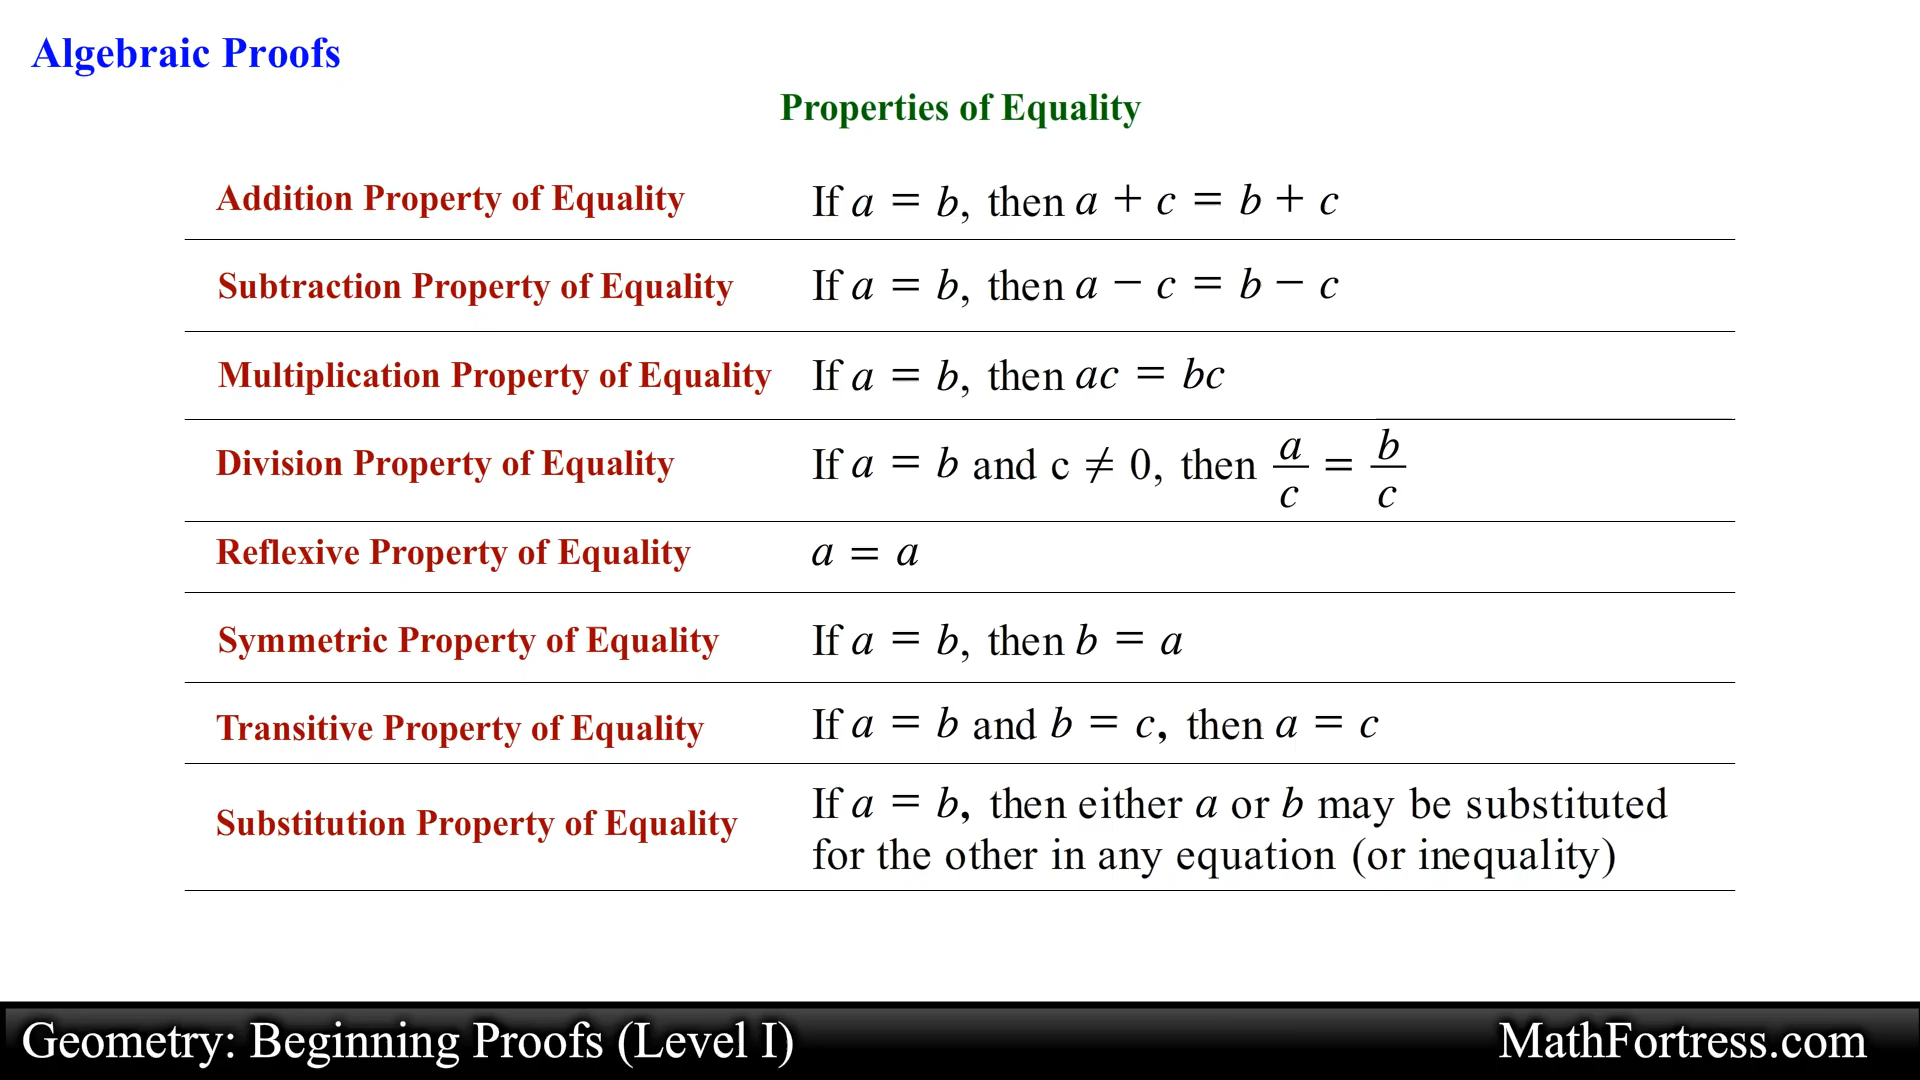 Algebraic Proofs
Properties of Equality
Addition Property of Equality If a = b, then a + c = b + c
Subtraction Property of Equality If a = b, then a − c = b − c
Multiplication Property of Equality If a = b, then ac = bc
Division Property of Equality If a = b and c ≠ 0, then a/c = b/c
Reflexive Property of Equality a = a
Symmetric Property of Equality If a = b, then b = a
Transitive Property of Equality If a = b and b = c, then a = c
Substitution Property of Equality If a = b, then either a or b may be substituted
for the other in any equation (or inequality)
Geometry: Beginning Proofs (Level I) MathFortress.com